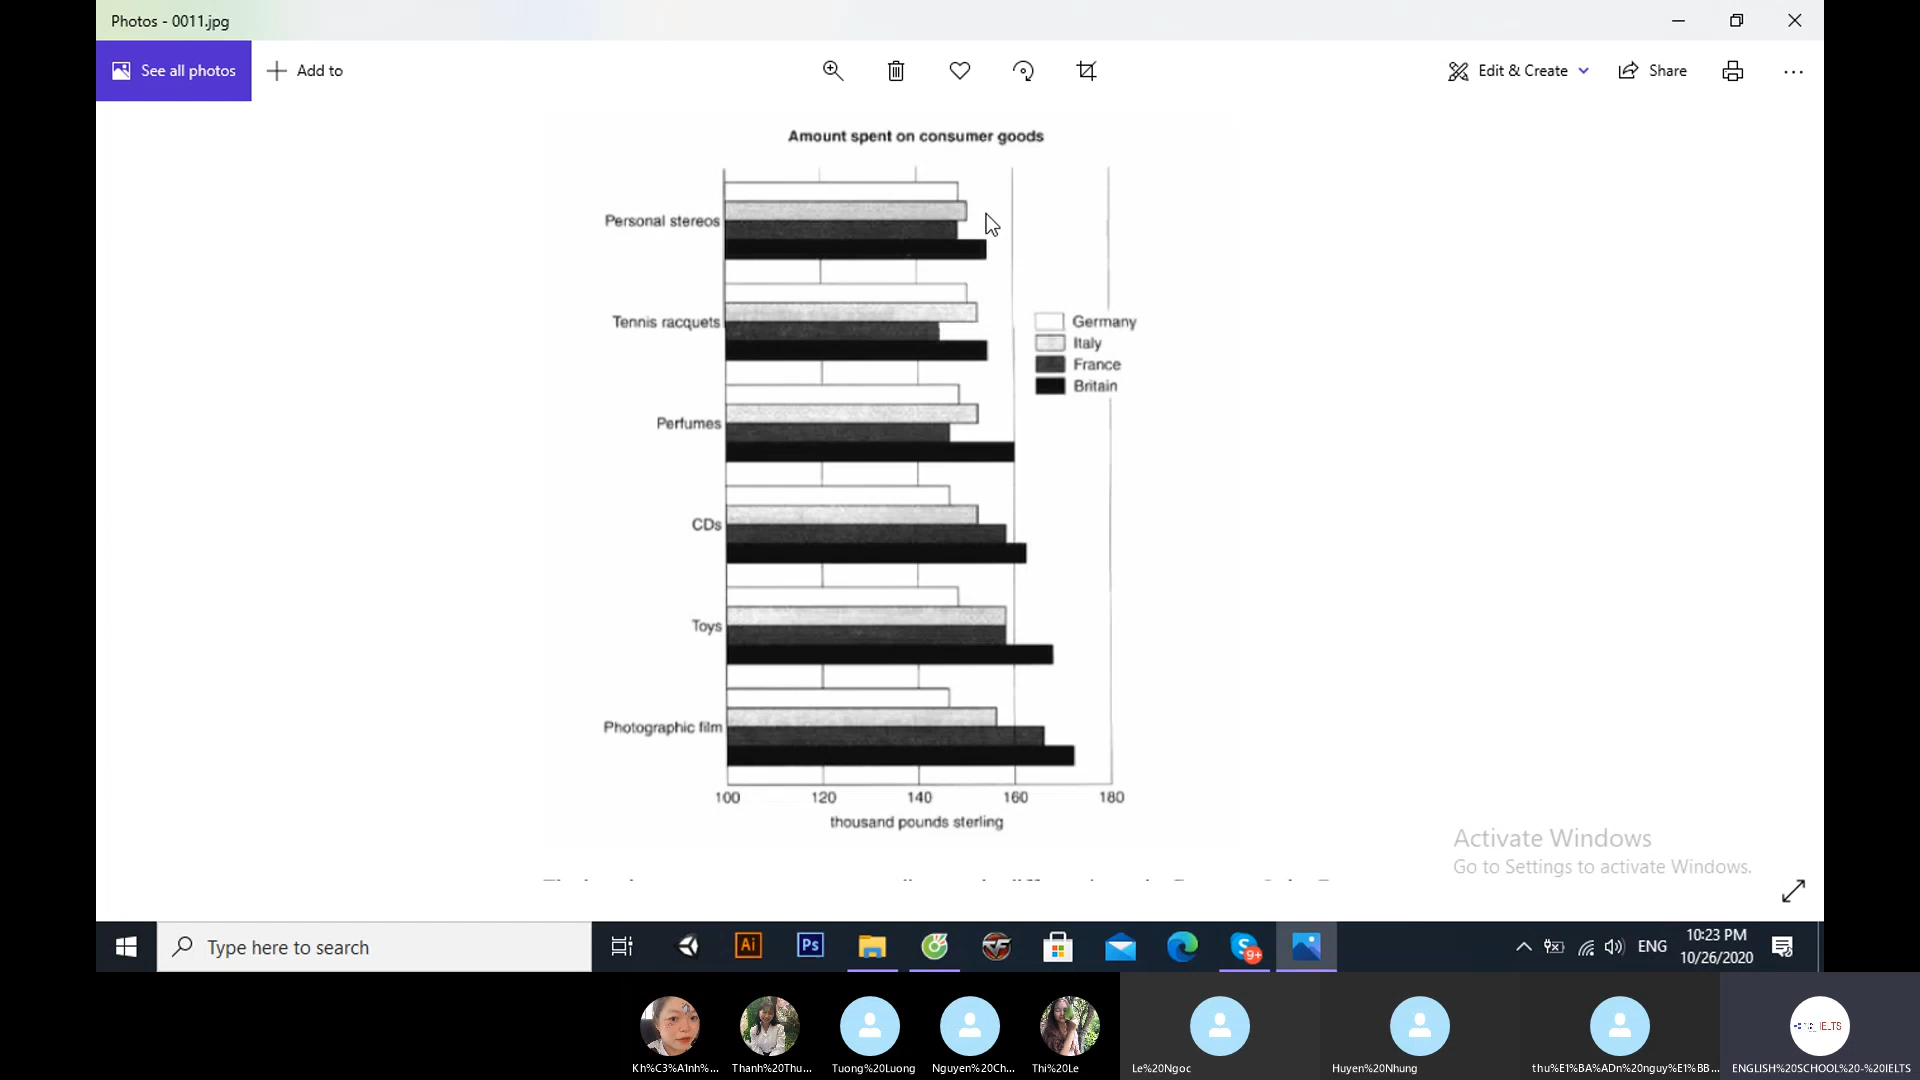 Photos - 0011.jpg
See all photos
Add to
Edit & Create
Share
Amount spent on consumer goods
Personal stereos
Tennis racquets
Perfumes
CDs
Toys
Photographic film
Germany
Italy
France
Britain
100 120 140 160 180
thousand pounds sterling
Activate Windows
Go to Settings to activate Windows.
Type here to search
Ai
Ps
9+
ENG
10:23 PM
10/26/2020
Kh%C3%A1nh%...
Thanh%20Thu...
Tuong%20Luong
Nguyen%20Ch...
Thi%20Le
Le%20Ngoc
Huyen%20Nhung
thu%E1%BA%ADn%20nguy%E1%BB...
ENGLISH%20SCHOOL%20-%20IELTS